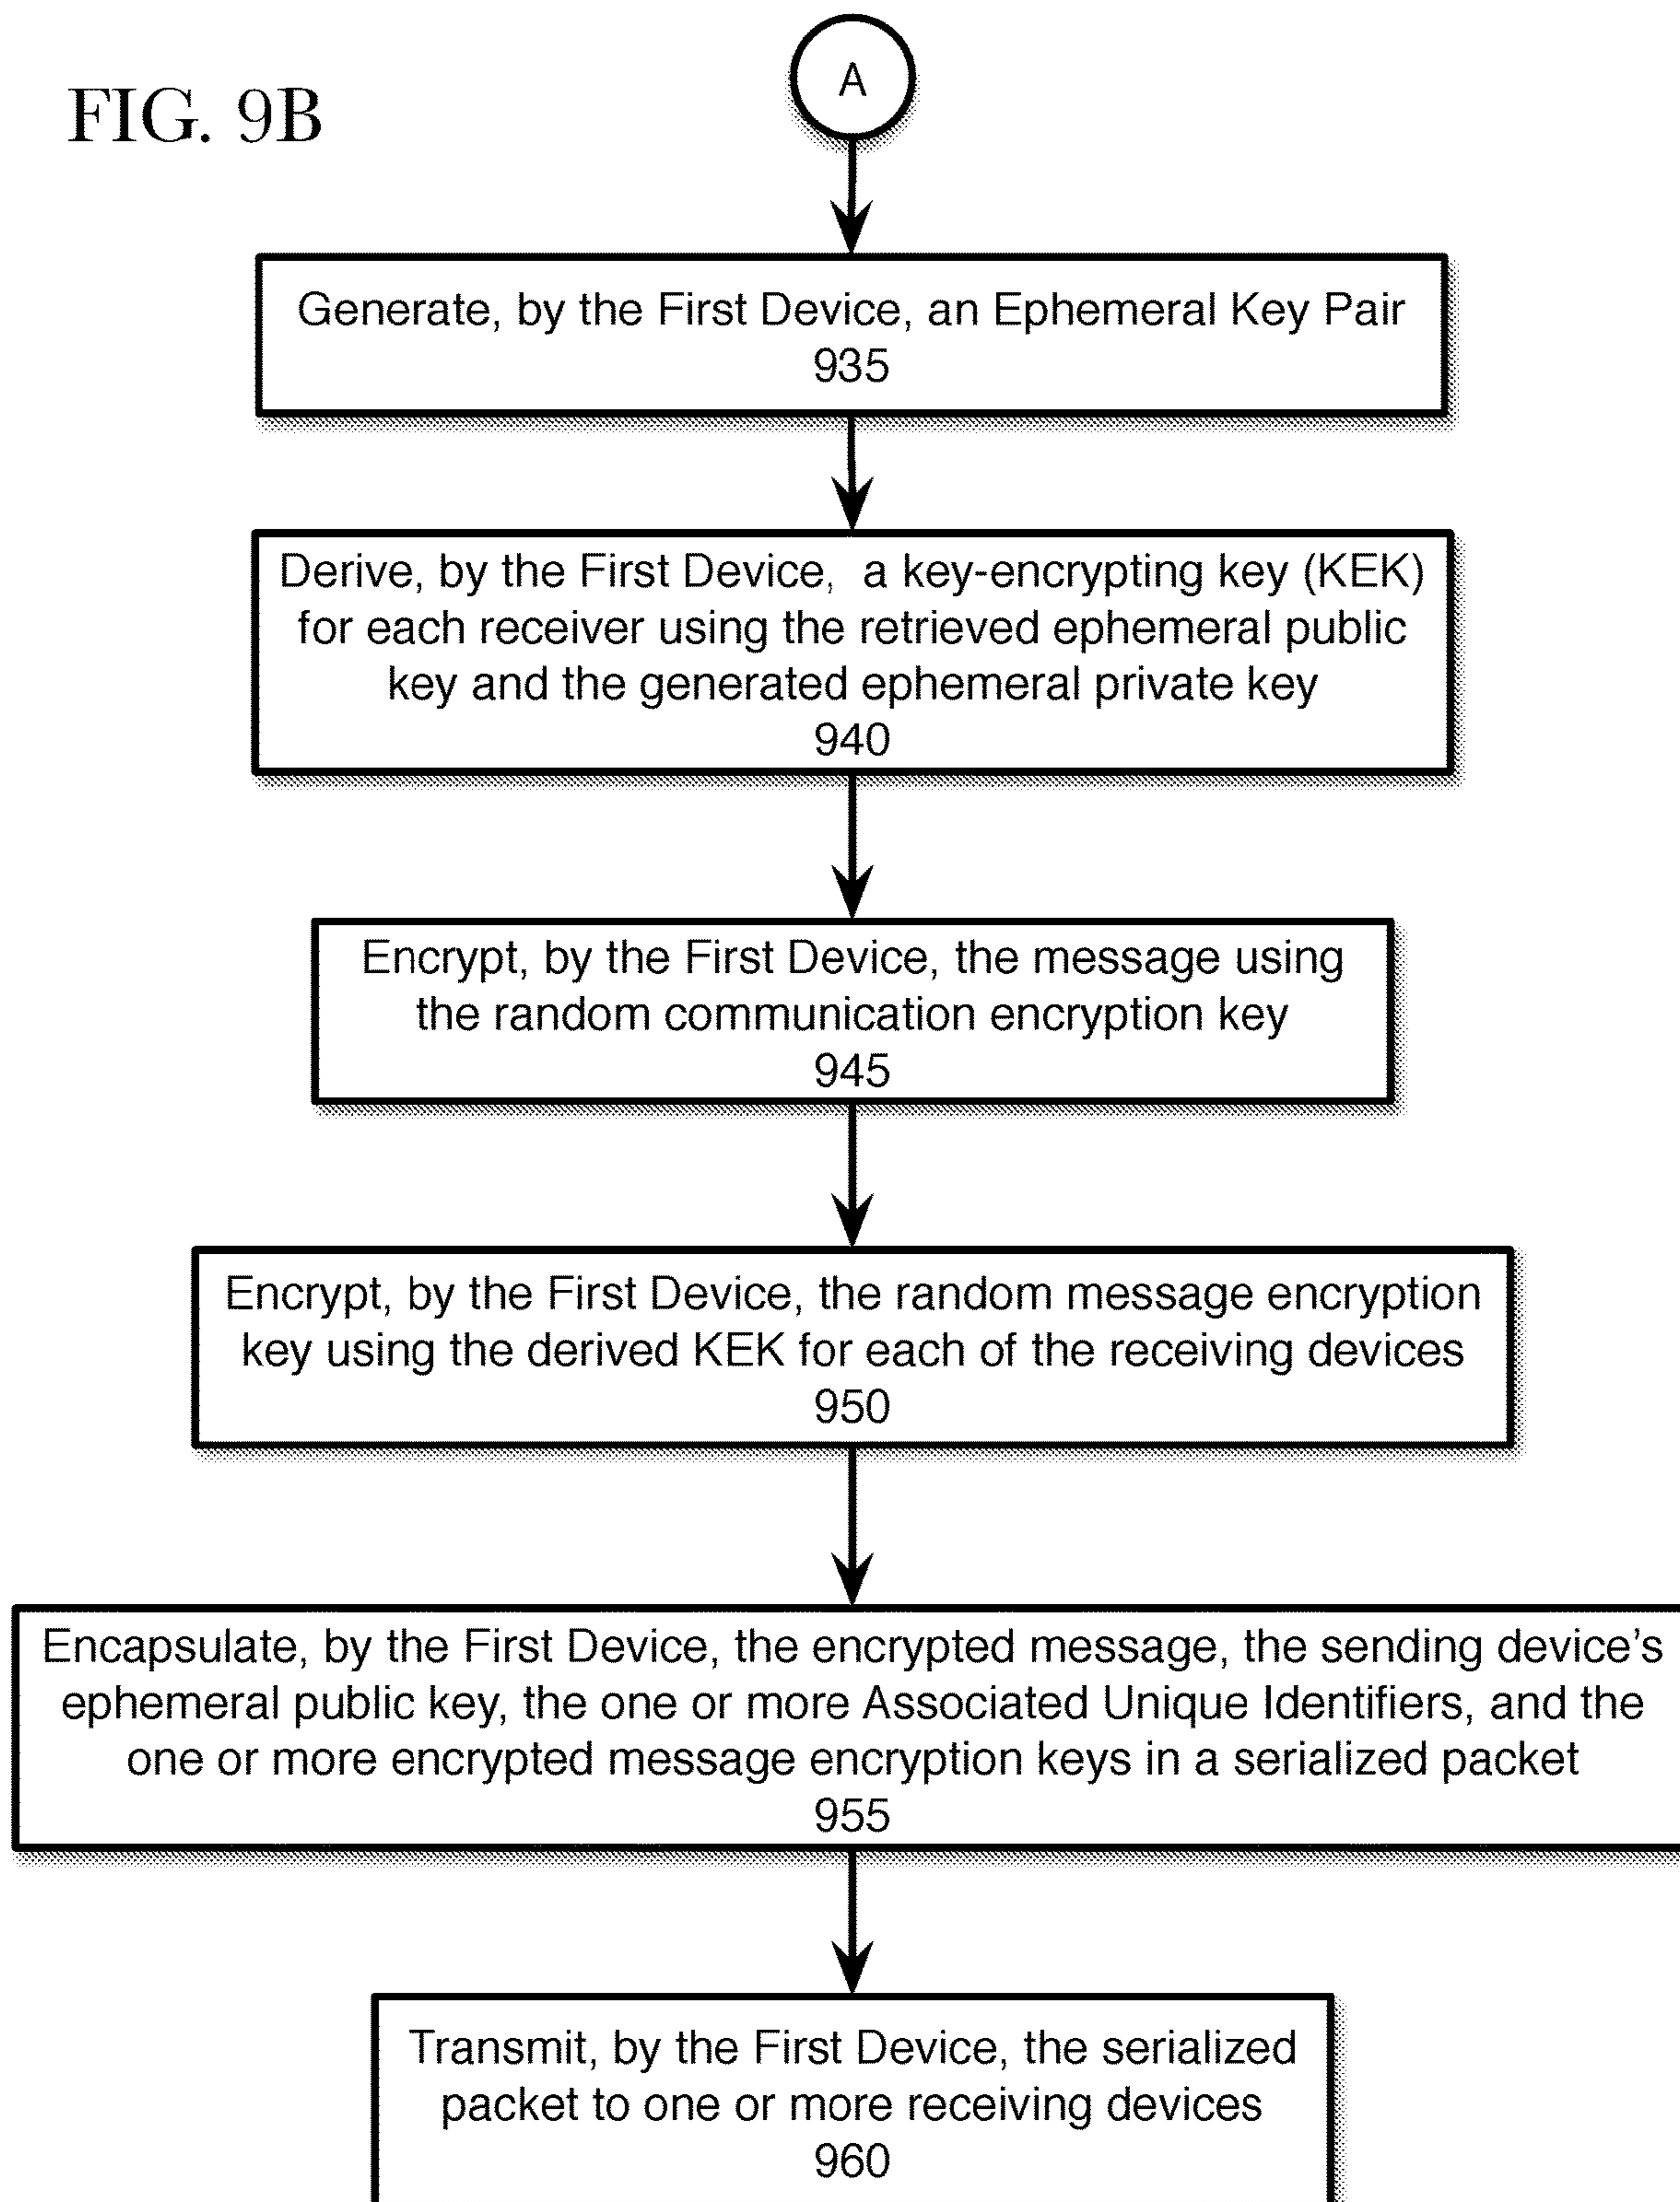 FIG. 9B
A
Generate, by the First Device, an Ephemeral Key Pair
935
Derive, by the First Device, a key-encrypting key (KEK)
for each receiver using the retrieved ephemeral public
key and the generated ephemeral private key
940
Encrypt, by the First Device, the message using
the random communication encryption key
945
Encrypt, by the First Device, the random message encryption
key using the derived KEK for each of the receiving devices
950
Encapsulate, by the First Device, the encrypted message, the sending device's
ephemeral public key, the one or more Associated Unique Identifiers, and the
one or more encrypted message encryption keys in a serialized packet
955
Transmit, by the First Device, the serialized
packet to one or more receiving devices
960